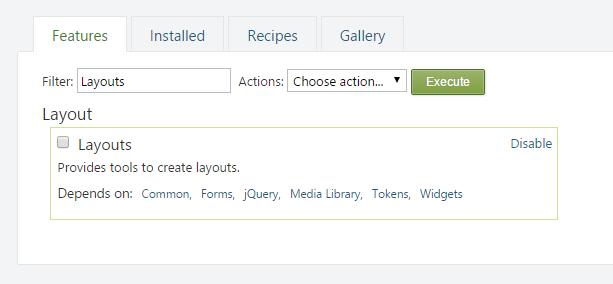 Features Installed Recipes Gallery
Filter: Layouts Actions: Choose action... Execute
Layout
Layouts Disable
Provides tools to create layouts.
Depends on: Common, Forms, jQuery, Media Library, Tokens, Widgets